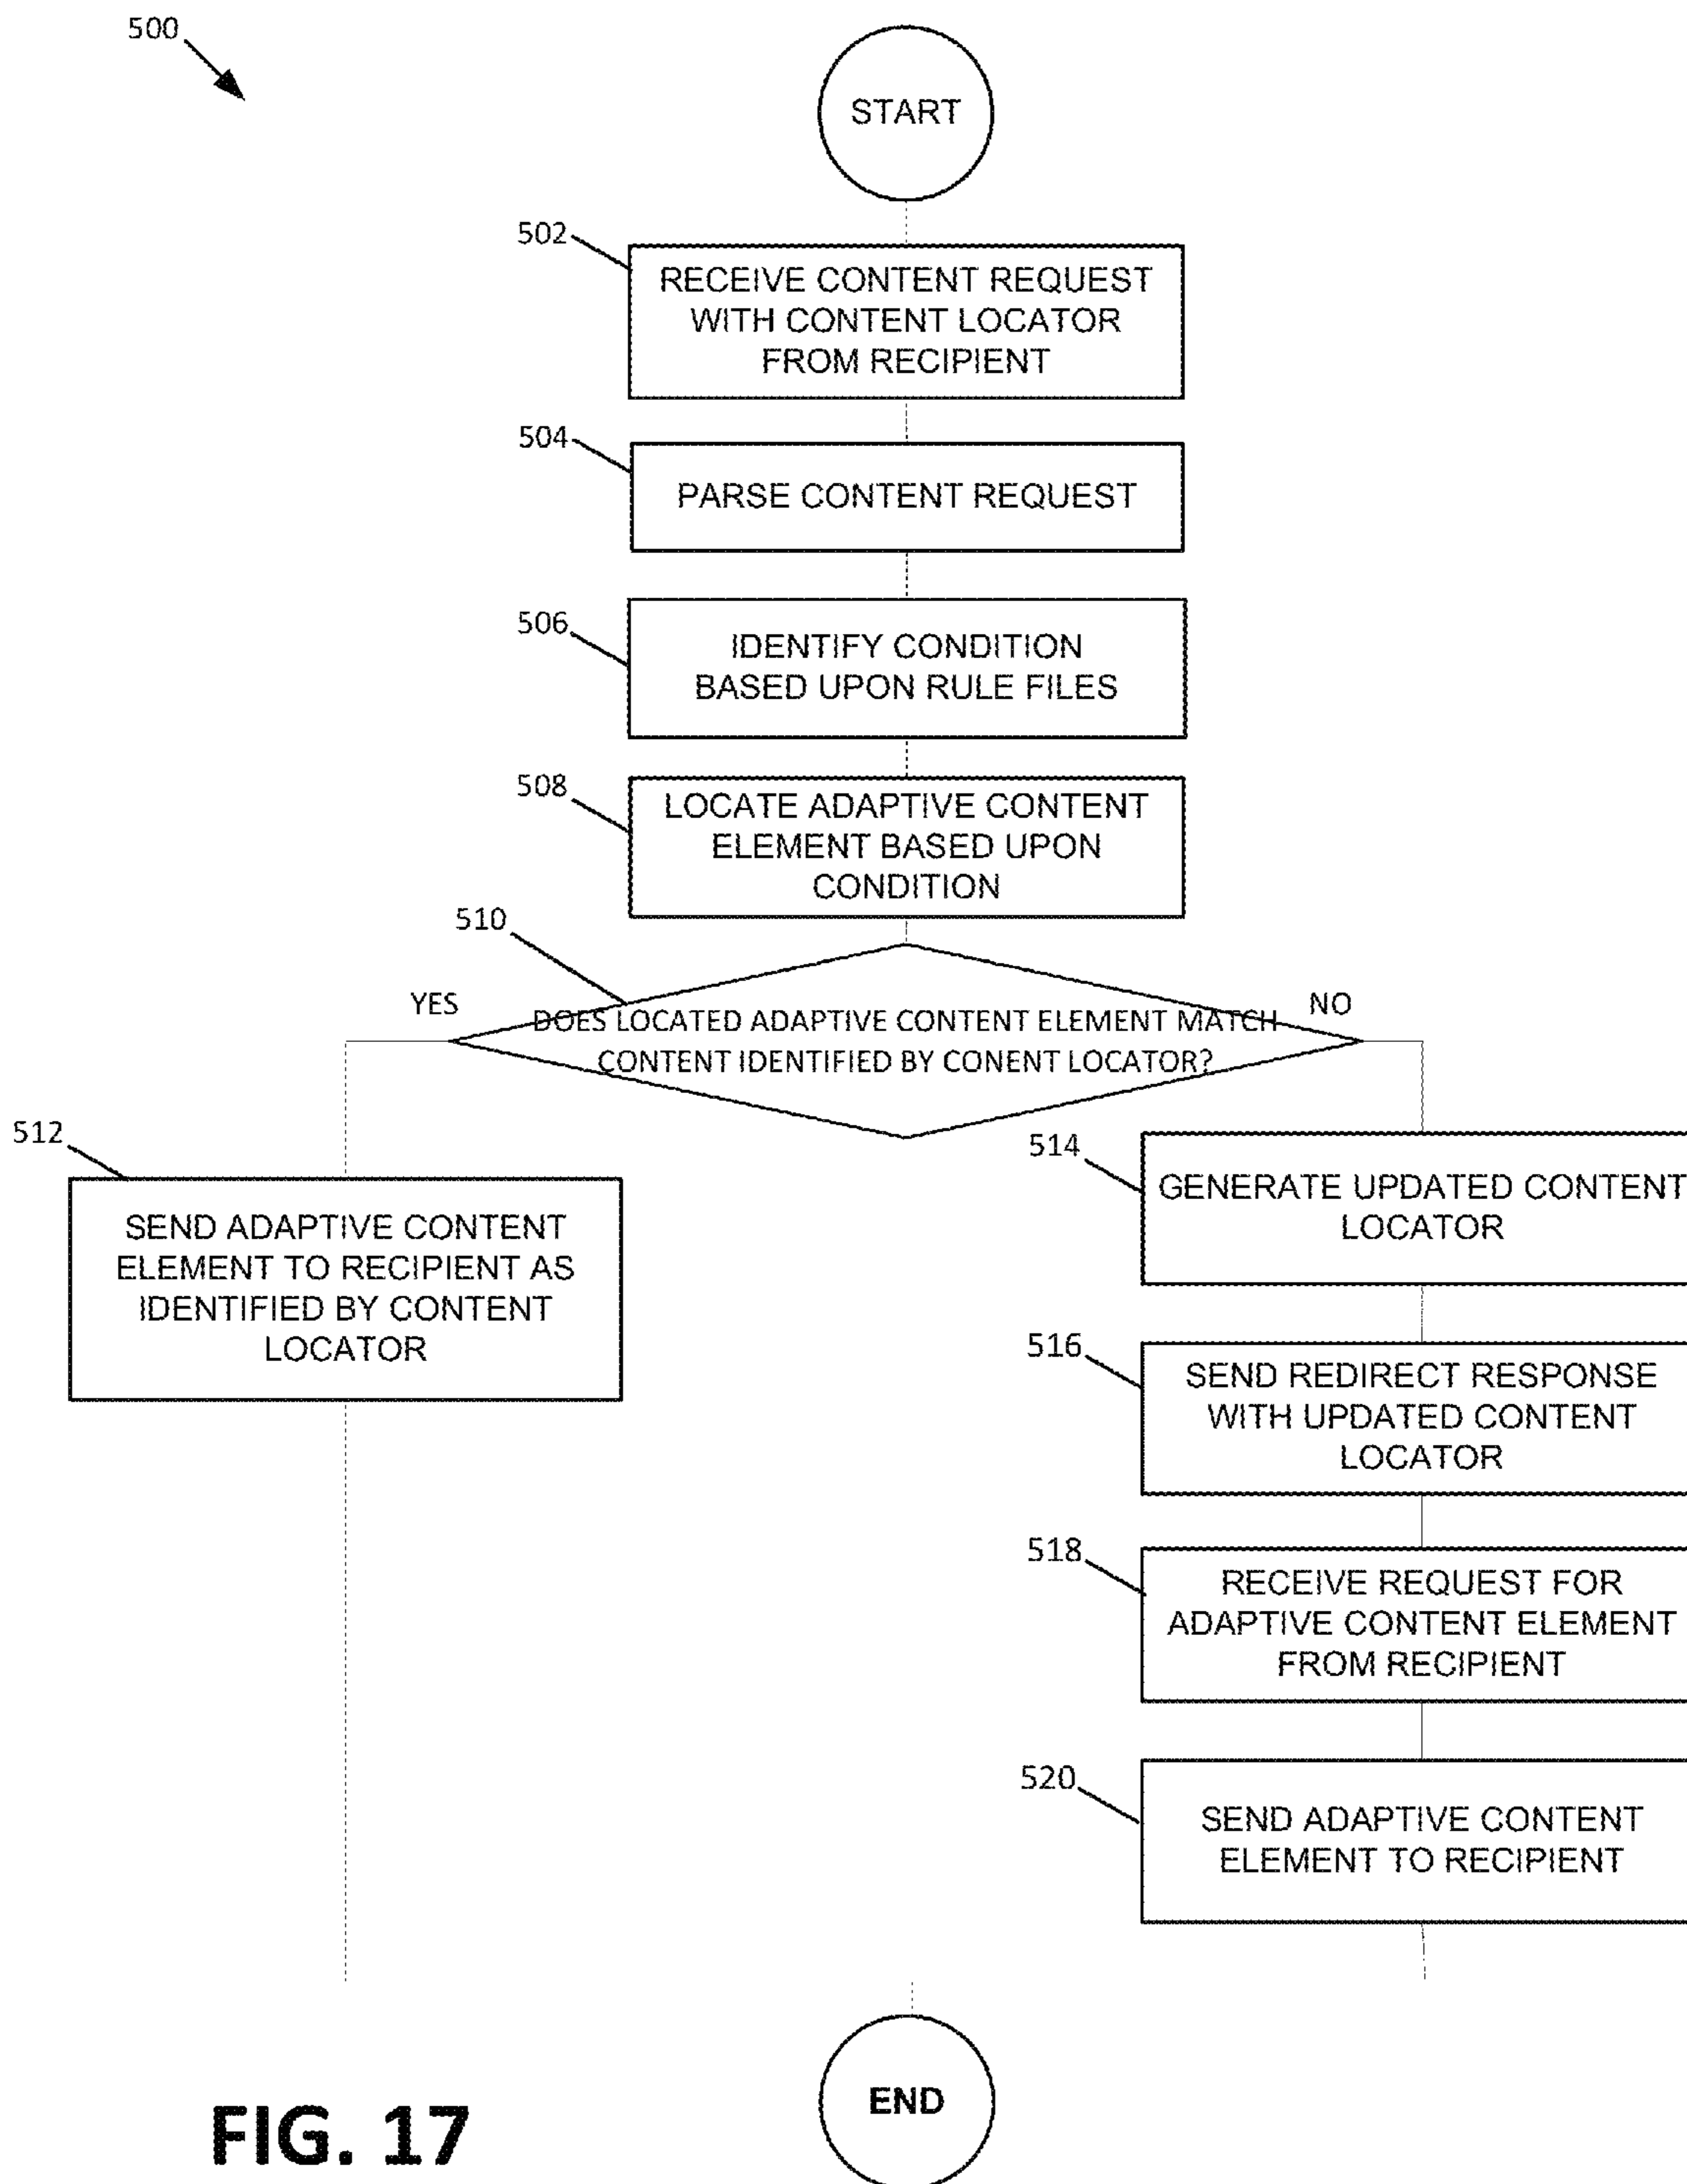 500
START
502
RECEIVE CONTENT REQUEST
WITH CONTENT LOCATOR
FROM RECIPIENT
504
PARSE CONTENT REQUEST
506
IDENTIFY CONDITION
BASED UPON RULE FILES
508
LOCATE ADAPTIVE CONTENT
ELEMENT BASED UPON
CONDITION
510
YES
NO
DOES LOCATED ADAPTIVE CONTENT ELEMENT MATCH
CONTENT IDENTIFIED BY CONENT LOCATOR?
512
SEND ADAPTIVE CONTENT
ELEMENT TO RECIPIENT AS
IDENTIFIED BY CONTENT
LOCATOR
514
GENERATE UPDATED CONTENT
LOCATOR
516
SEND REDIRECT RESPONSE
WITH UPDATED CONTENT
LOCATOR
518
RECEIVE REQUEST FOR
ADAPTIVE CONTENT ELEMENT
FROM RECIPIENT
520
SEND ADAPTIVE CONTENT
ELEMENT TO RECIPIENT
END
FIG. 17